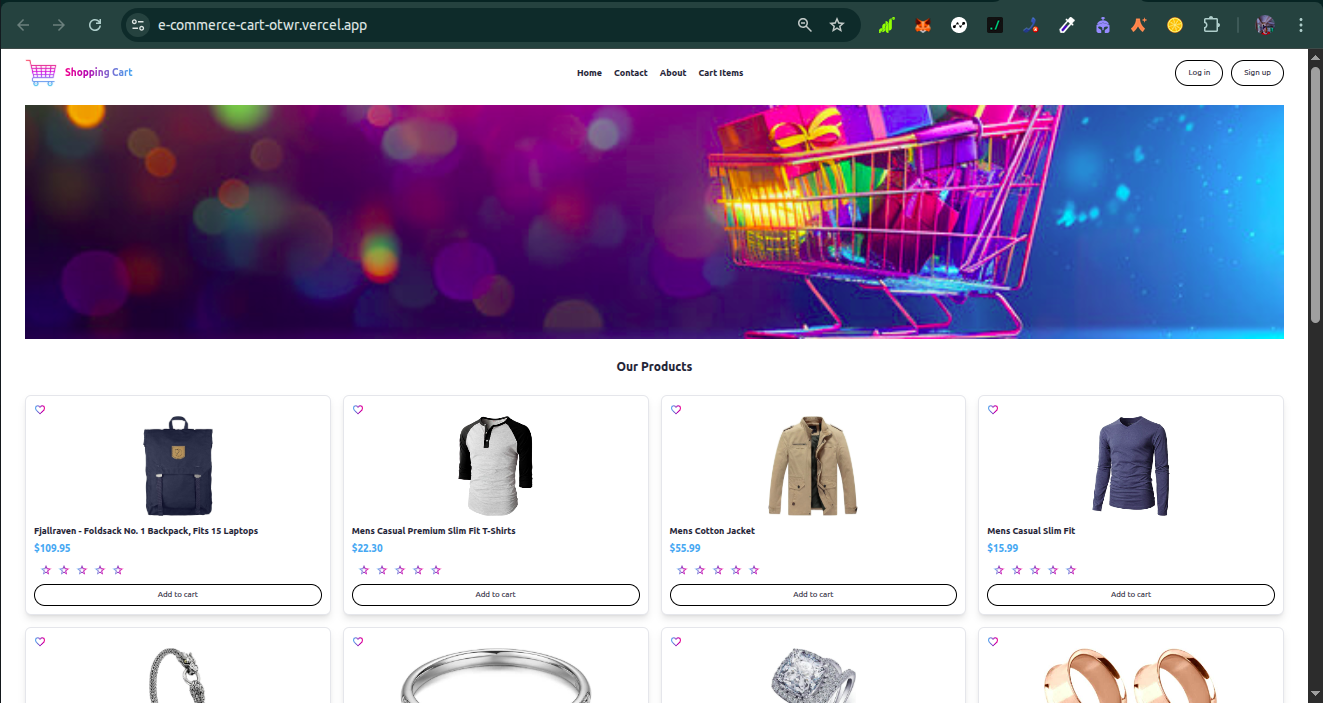 e-commerce-cart-otwr.vercel.app
Shopping Cart
Home Contact About Cart Items
Log in Sign up
Our Products
Fjallraven - Foldsack No. 1 Backpack, Fits 15 Laptops
$109.95
Add to cart
Mens Casual Premium Slim Fit T-Shirts
$22.30
Add to cart
Mens Cotton Jacket
$55.99
Add to cart
Mens Casual Slim Fit
$15.99
Add to cart